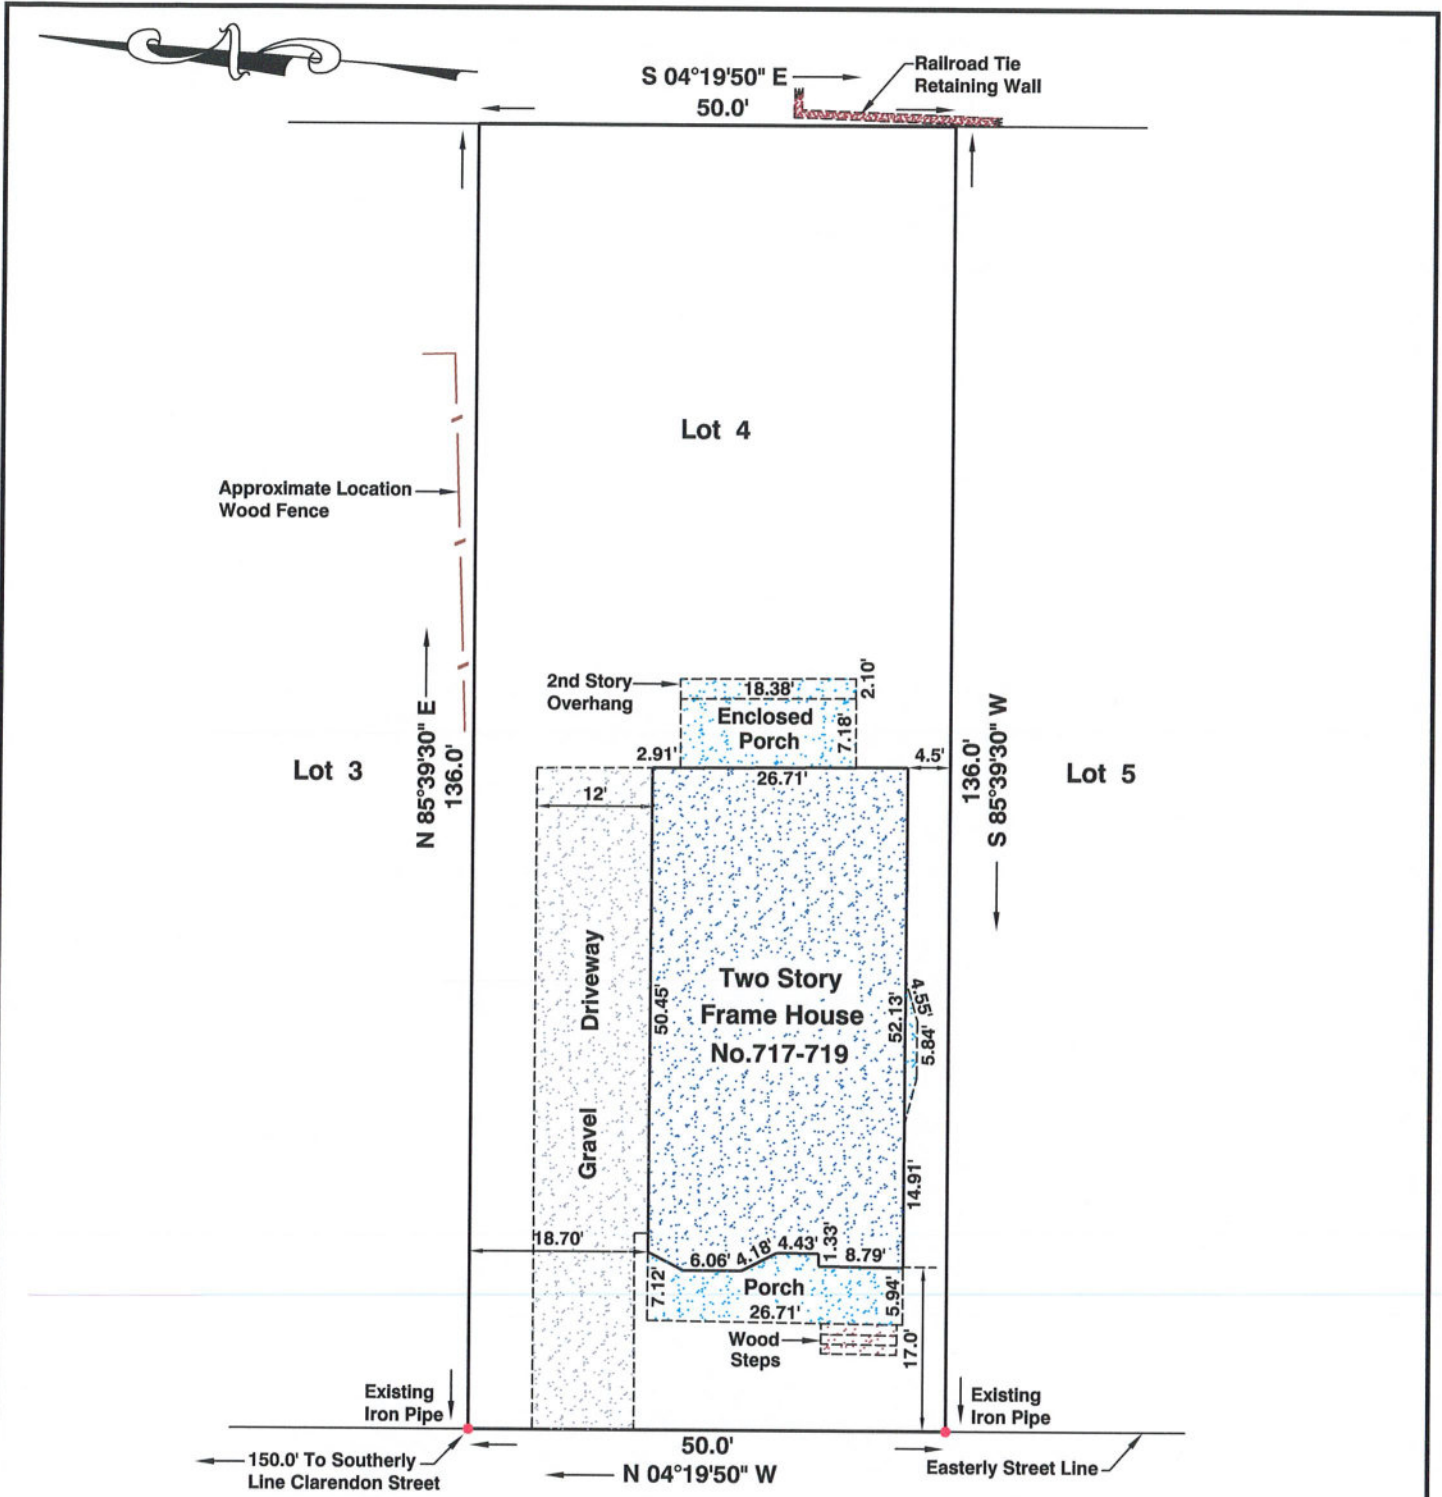 S 04°19'50" E
50.0'
Railroad Tie
Retaining Wall
Lot 4
Approximate Location
Wood Fence
2nd Story
Overhang
18.38'
2.10'
Enclosed
Porch
7.18'
N 85°39'30" E
136.0'
Lot 3
2.91'
26.71'
4.5'
136.0'
S 85°39'30" W
Lot 5
12'
Gravel Driveway
50.45'
Two Story
Frame House
No.717-719
52.13'
4.55'
5.84'
14.91'
18.70'
6.06'
4.18'
4.43'
1.33'
8.79'
7.12'
Porch
26.71'
5.94'
17.0'
Wood
Steps
Existing
Iron Pipe
Existing
Iron Pipe
150.0' To Southerly
Line Clarendon Street
50.0'
N 04°19'50" W
Easterly Street Line